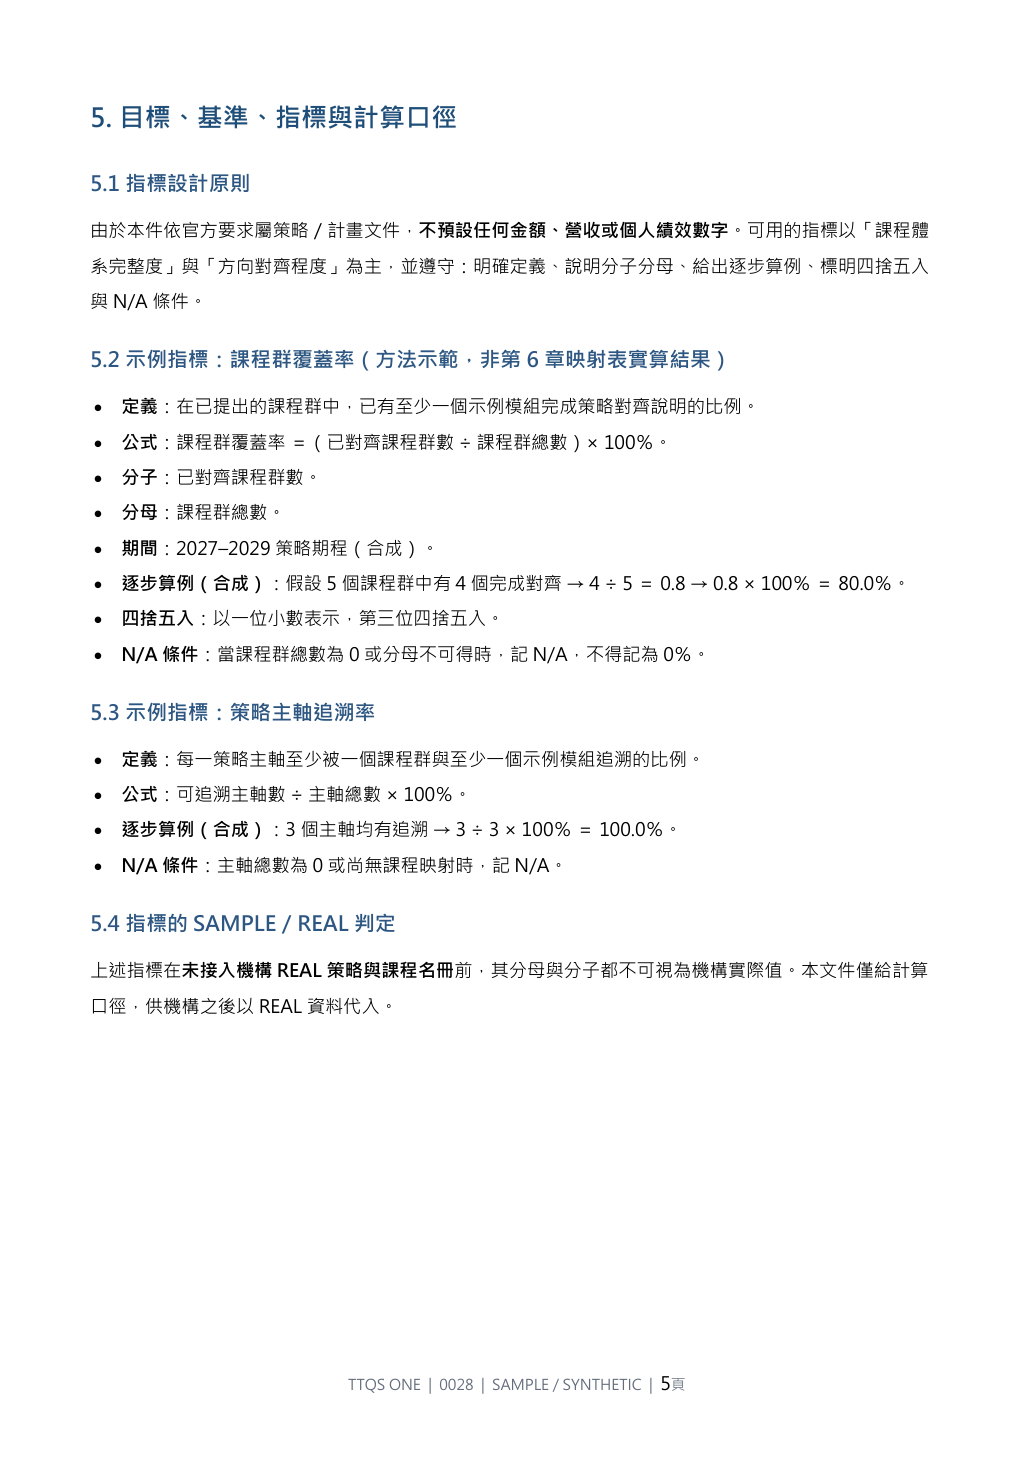 5. 目標、基準、指標與計算口徑
5.1 指標設計原則
由於本件依官方要求屬策略 / 計畫文件，不預設任何金額、營收或個人績效數字。可用的指標以「課程體
系完整度」與「方向對齊程度」為主，並遵守：明確定義、說明分子分母、給出逐步算例、標明四捨五入
與 N/A 條件。
5.2 示例指標：課程群覆蓋率（方法示範，非第 6 章映射表實算結果）
• 定義：在已提出的課程群中，已有至少一個示例模組完成策略對齊說明的比例。
• 公式：課程群覆蓋率 =（已對齊課程群數 ÷ 課程群總數）× 100%。
• 分子：已對齊課程群數。
• 分母：課程群總數。
• 期間：2027–2029 策略期程（合成）。
• 逐步算例（合成）：假設 5 個課程群中有 4 個完成對齊 → 4 ÷ 5 = 0.8 → 0.8 × 100% = 80.0%。
• 四捨五入：以一位小數表示，第三位四捨五入。
• N/A 條件：當課程群總數為 0 或分母不可得時，記 N/A，不得記為 0%。
5.3 示例指標：策略主軸追溯率
• 定義：每一策略主軸至少被一個課程群與至少一個示例模組追溯的比例。
• 公式：可追溯主軸數 ÷ 主軸總數 × 100%。
• 逐步算例（合成）：3 個主軸均有追溯 → 3 ÷ 3 × 100% = 100.0%。
• N/A 條件：主軸總數為 0 或尚無課程映射時，記 N/A。
5.4 指標的 SAMPLE / REAL 判定
上述指標在未接入機構 REAL 策略與課程名冊前，其分母與分子都不可視為機構實際值。本文件僅給計算
口徑，供機構之後以 REAL 資料代入。
TTQS ONE | 0028 | SAMPLE / SYNTHETIC | 5頁